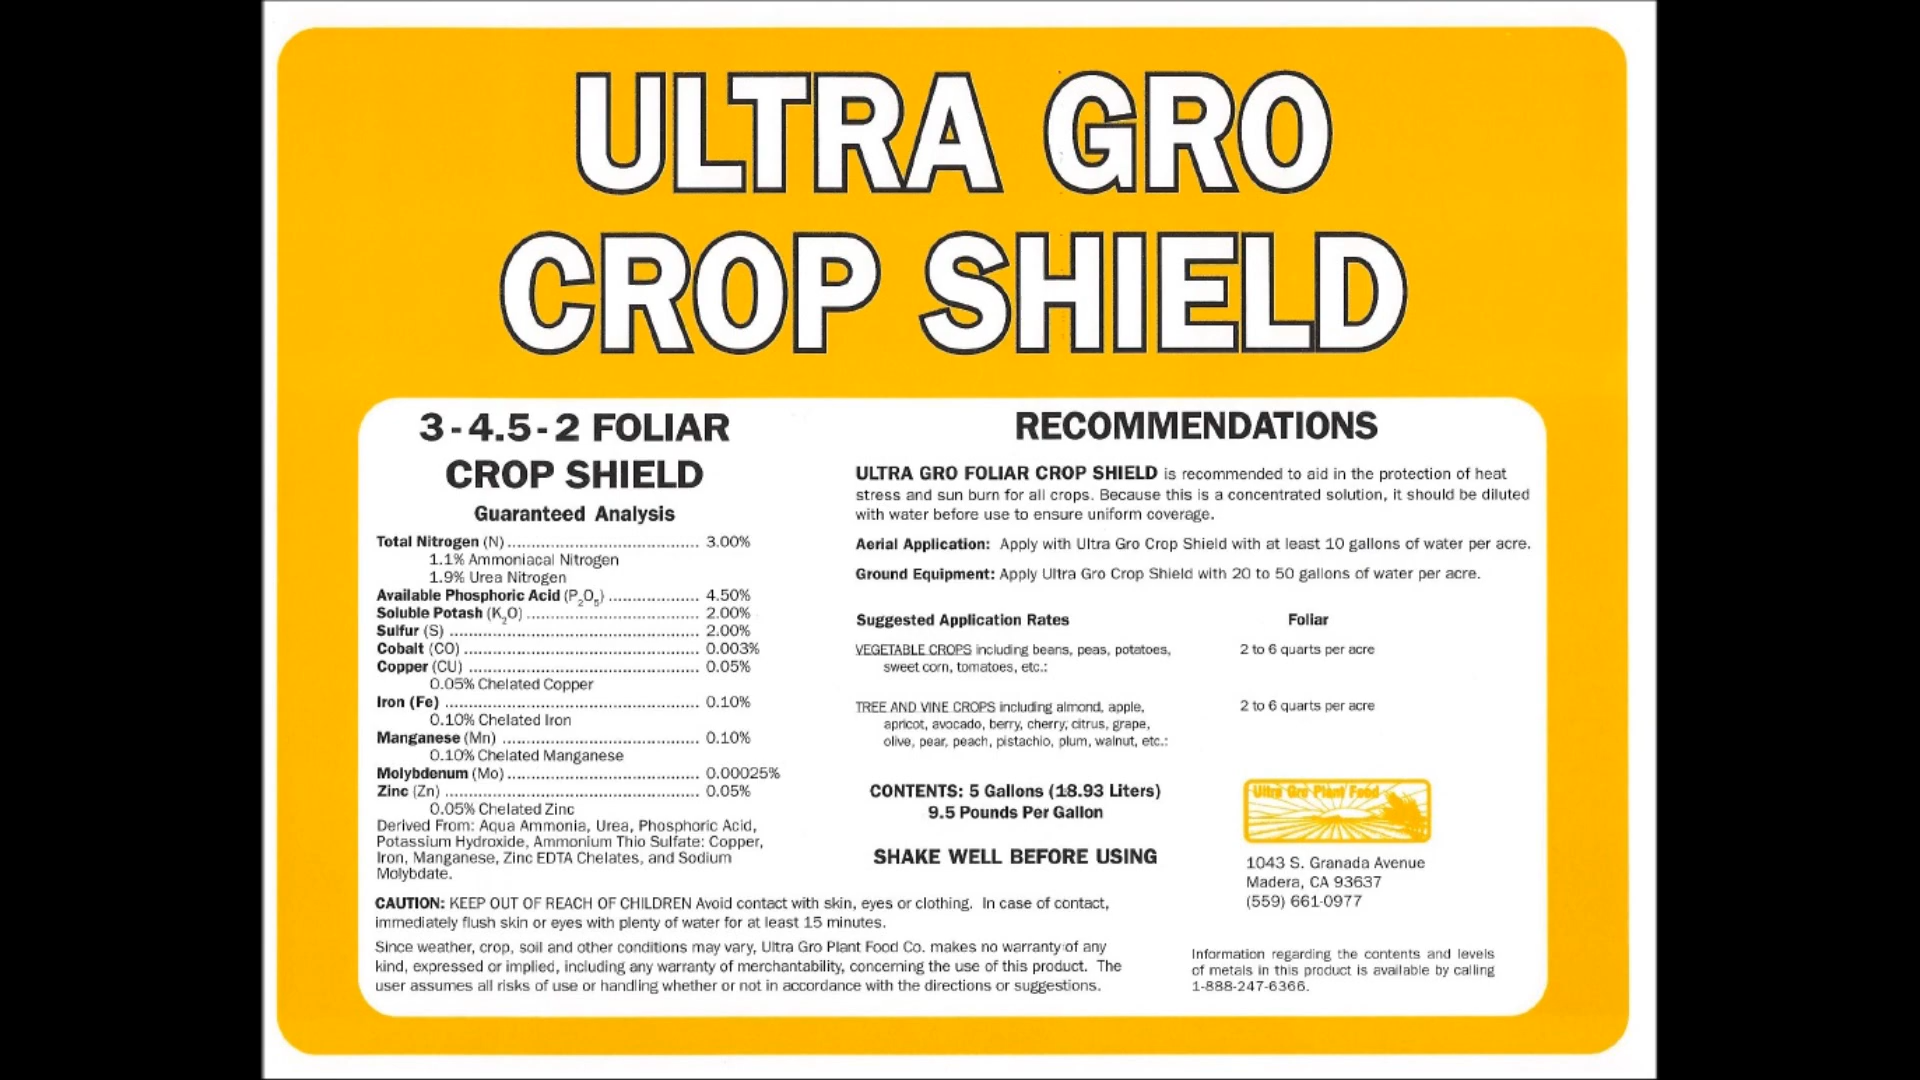 ULTRA GRO
CROP SHIELD
3-4.5-2 FOLIAR
CROP SHIELD
Guaranteed Analysis
Total Nitrogen (N) ........................................ 3.00%
1.1% Ammoniacal Nitrogen
1.9% Urea Nitrogen
Available Phosphoric Acid (P2O5) ................... 4.50%
Soluble Potash (K2O) .................................... 2.00%
Sulfur (S) .................................................... 2.00%
Cobalt (CO) ................................................. 0.003%
Copper (CU) ................................................ 0.05%
0.05% Chelated Copper
Iron (Fe) ..................................................... 0.10%
0.10% Chelated Iron
Manganese (Mn) ......................................... 0.10%
0.10% Chelated Manganese
Molybdenum (Mo) ........................................ 0.00025%
Zinc (Zn) ..................................................... 0.05%
0.05% Chelated Zinc
Derived From: Aqua Ammonia, Urea, Phosphoric Acid,
Potassium Hydroxide, Ammonium Thio Sulfate: Copper,
Iron, Manganese, Zinc EDTA Chelates, and Sodium
Molybdate.
RECOMMENDATIONS
ULTRA GRO FOLIAR CROP SHIELD is recommended to aid in the protection of heat
stress and sun burn for all crops. Because this is a concentrated solution, it should be diluted
with water before use to ensure uniform coverage.
Aerial Application: Apply with Ultra Gro Crop Shield with at least 10 gallons of water per acre.
Ground Equipment: Apply Ultra Gro Crop Shield with 20 to 50 gallons of water per acre.
Suggested Application Rates Foliar
VEGETABLE CROPS including beans, peas, potatoes, 2 to 6 quarts per acre
sweet corn, tomatoes, etc.:
TREE AND VINE CROPS including almond, apple, 2 to 6 quarts per acre
apricot, avocado, berry, cherry, citrus, grape,
olive, pear, peach, pistachio, plum, walnut, etc.:
CONTENTS: 5 Gallons (18.93 Liters)
9.5 Pounds Per Gallon
SHAKE WELL BEFORE USING
Ultra Gro Plant Food
1043 S. Granada Avenue
Madera, CA 93637
(559) 661-0977
CAUTION: KEEP OUT OF REACH OF CHILDREN Avoid contact with skin, eyes or clothing. In case of contact,
immediately flush skin or eyes with plenty of water for at least 15 minutes.
Since weather, crop, soil and other conditions may vary, Ultra Gro Plant Food Co. makes no warranty of any
kind, expressed or implied, including any warranty of merchantability, concerning the use of this product. The
user assumes all risks of use or handling whether or not in accordance with the directions or suggestions.
Information regarding the contents and levels
of metals in this product is available by calling
1-888-247-6366.